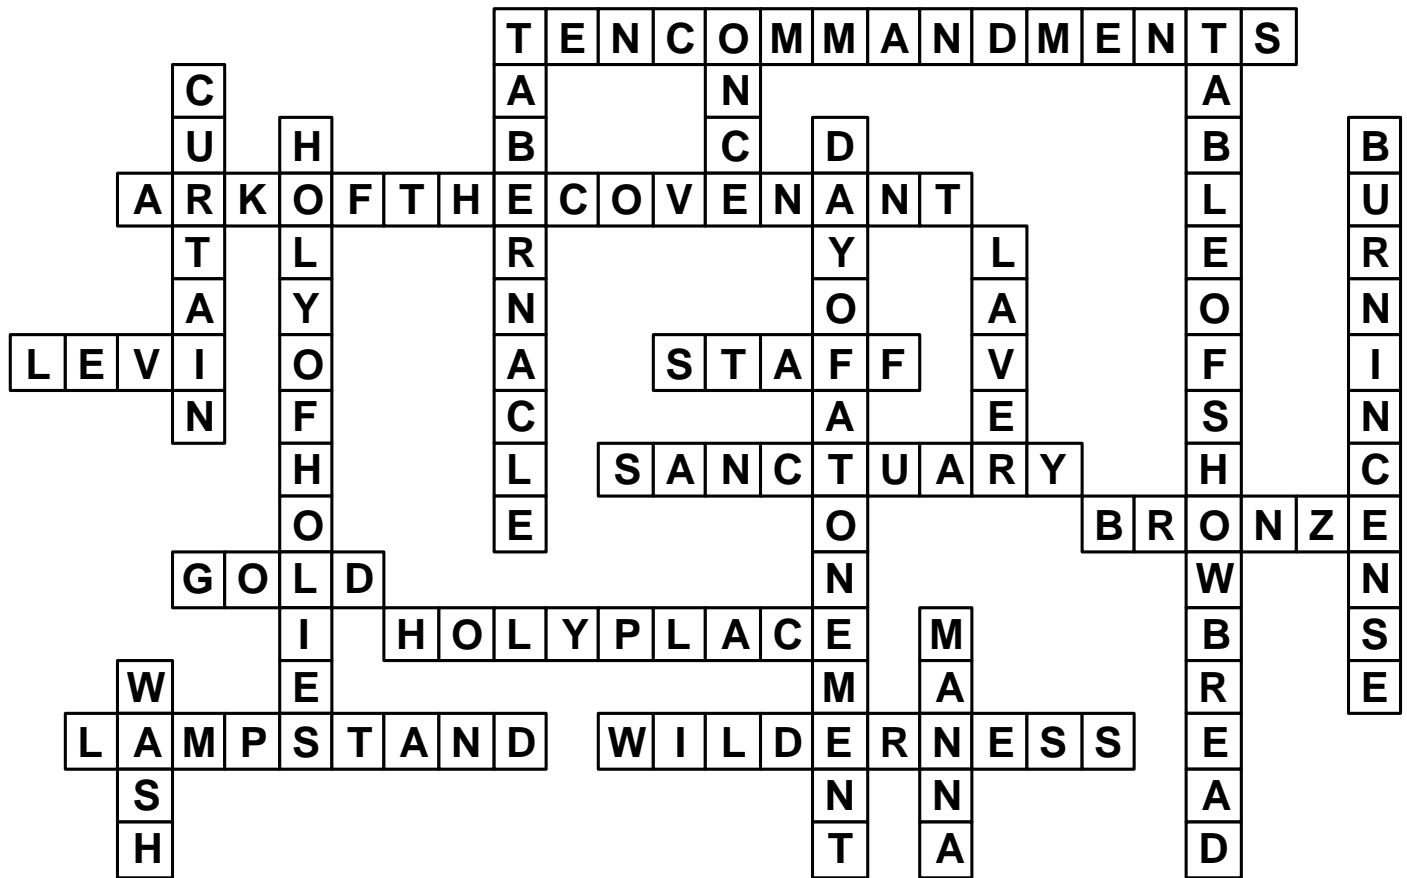 TENCOMMANDMENTS
TABERNACLE
ONCE
TABLEOFSHOWBREAD
CURTAIN
HOLYOFHOLIES
DAYOFATONEMENT
BURNINCENSE
ARKOFTHECOVENANT
LAVER
LEVI
STAFF
SANCTUARY
BRONZE
GOLD
HOLYPLACE
MANNA
WASH
LAMPSTAND
WILDERNESS